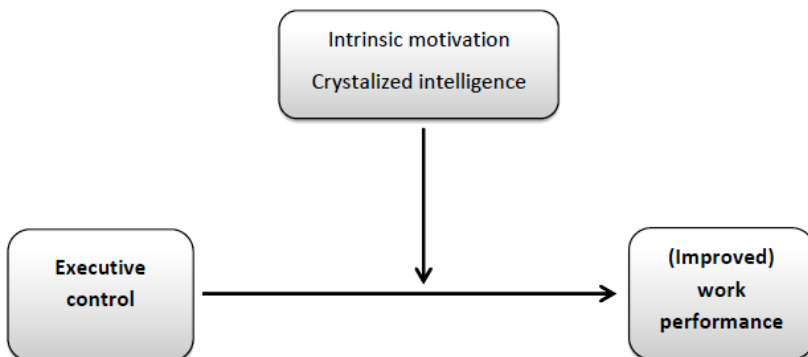 Intrinsic motivation
Crystalized intelligence
Executive
control
(Improved)
work
performance